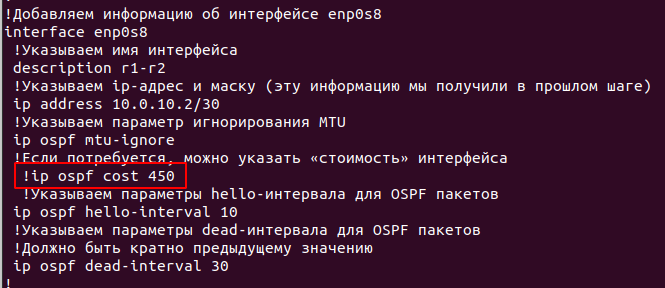 !Добавляем информацию об интерфейсе enp0s8
interface enp0s8
 !Указываем имя интерфейса
 description r1-r2
 !Указываем ip-адрес и маску (эту информацию мы получили в прошлом шаге)
 ip address 10.0.10.2/30
 !Указываем параметр игнорирования MTU
 ip ospf mtu-ignore
 !Если потребуется, можно указать «стоимость» интерфейса
  !ip ospf cost 450
  !Указываем параметры hello-интервала для OSPF пакетов
 ip ospf hello-interval 10
 !Указываем параметры dead-интервала для OSPF пакетов
 !Должно быть кратно предыдущему значению
 ip ospf dead-interval 30
!